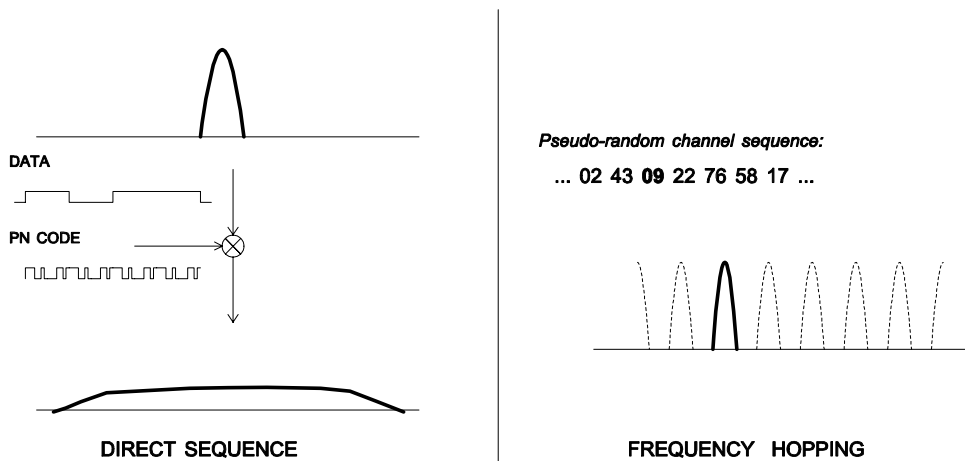 DATA
PN CODE
DIRECT SEQUENCE
Pseudo-random channel sequence:
... 02 43 09 22 76 58 17 ...
FREQUENCY HOPPING